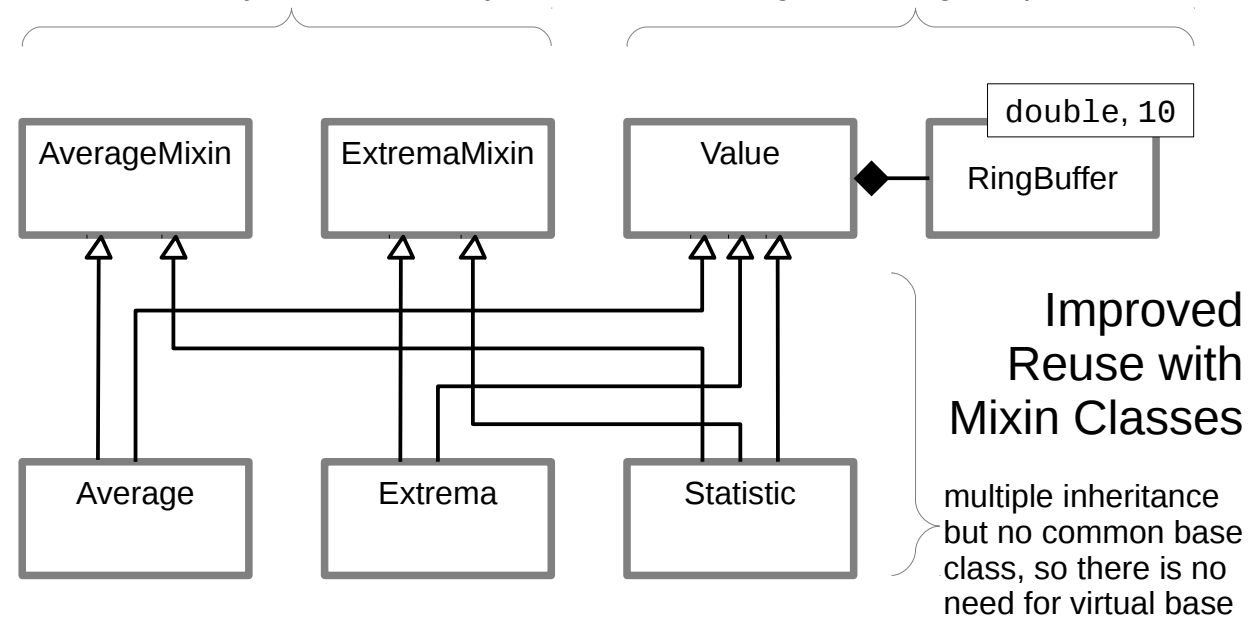 double, 10
AverageMixin
ExtremaMixin
Value
RingBuffer
Improved
Reuse with
Mixin Classes
Average
Extrema
Statistic
multiple inheritance
but no common base
class, so there is no
need for virtual base